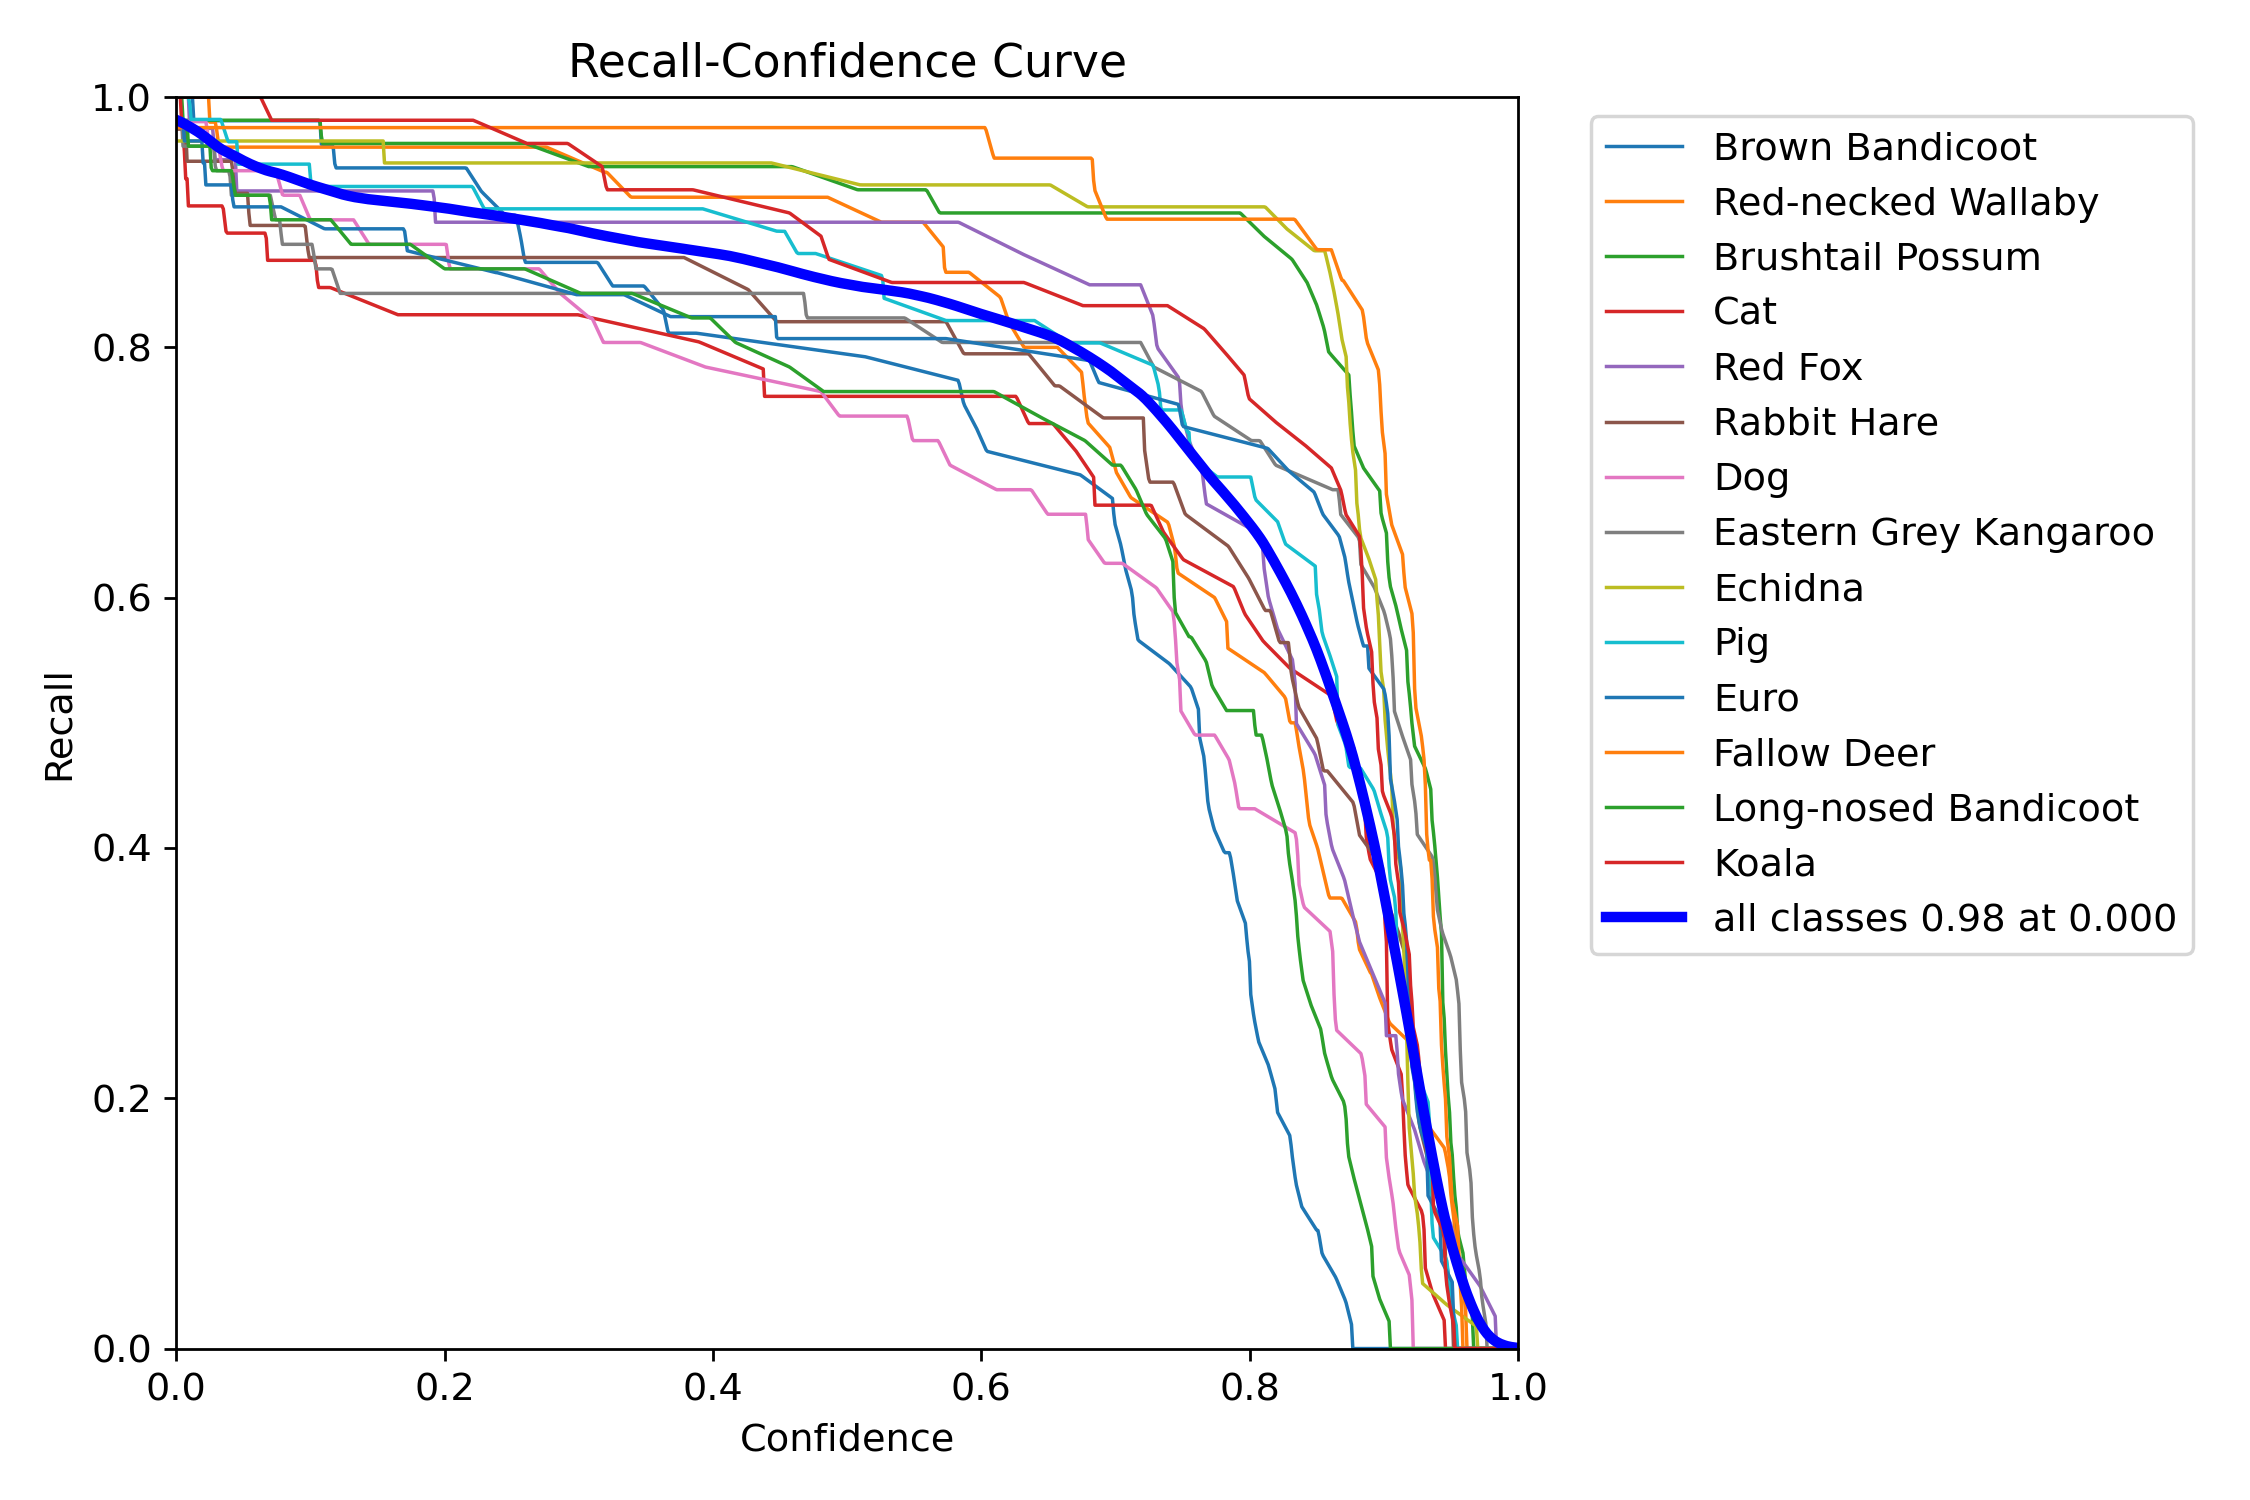 Recall-Confidence Curve
1.0
0.8
0.6
0.4
0.2
0.0
Recall
0.0 0.2 0.4 0.6 0.8 1.0
Confidence
Brown Bandicoot
Red-necked Wallaby
Brushtail Possum
Cat
Red Fox
Rabbit Hare
Dog
Eastern Grey Kangaroo
Echidna
Pig
Euro
Fallow Deer
Long-nosed Bandicoot
Koala
all classes 0.98 at 0.000